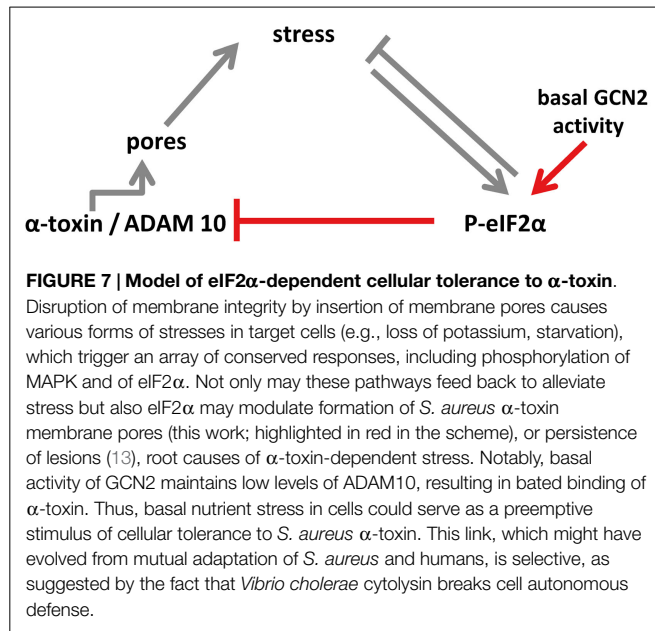 stress
basal GCN2
activity
pores
α-toxin / ADAM 10
P-eIF2α
FIGURE 7 | Model of eIF2α-dependent cellular tolerance to α-toxin.
Disruption of membrane integrity by insertion of membrane pores causes
various forms of stresses in target cells (e.g., loss of potassium, starvation),
which trigger an array of conserved responses, including phosphorylation of
MAPK and of eIF2α. Not only may these pathways feed back to alleviate
stress but also eIF2α may modulate formation of S. aureus α-toxin
membrane pores (this work; highlighted in red in the scheme), or persistence
of lesions (13), root causes of α-toxin-dependent stress. Notably, basal
activity of GCN2 maintains low levels of ADAM10, resulting in bated binding of
α-toxin. Thus, basal nutrient stress in cells could serve as a preemptive
stimulus of cellular tolerance to S. aureus α-toxin. This link, which might have
evolved from mutual adaptation of S. aureus and humans, is selective, as
suggested by the fact that Vibrio cholerae cytolysin breaks cell autonomous
defense.